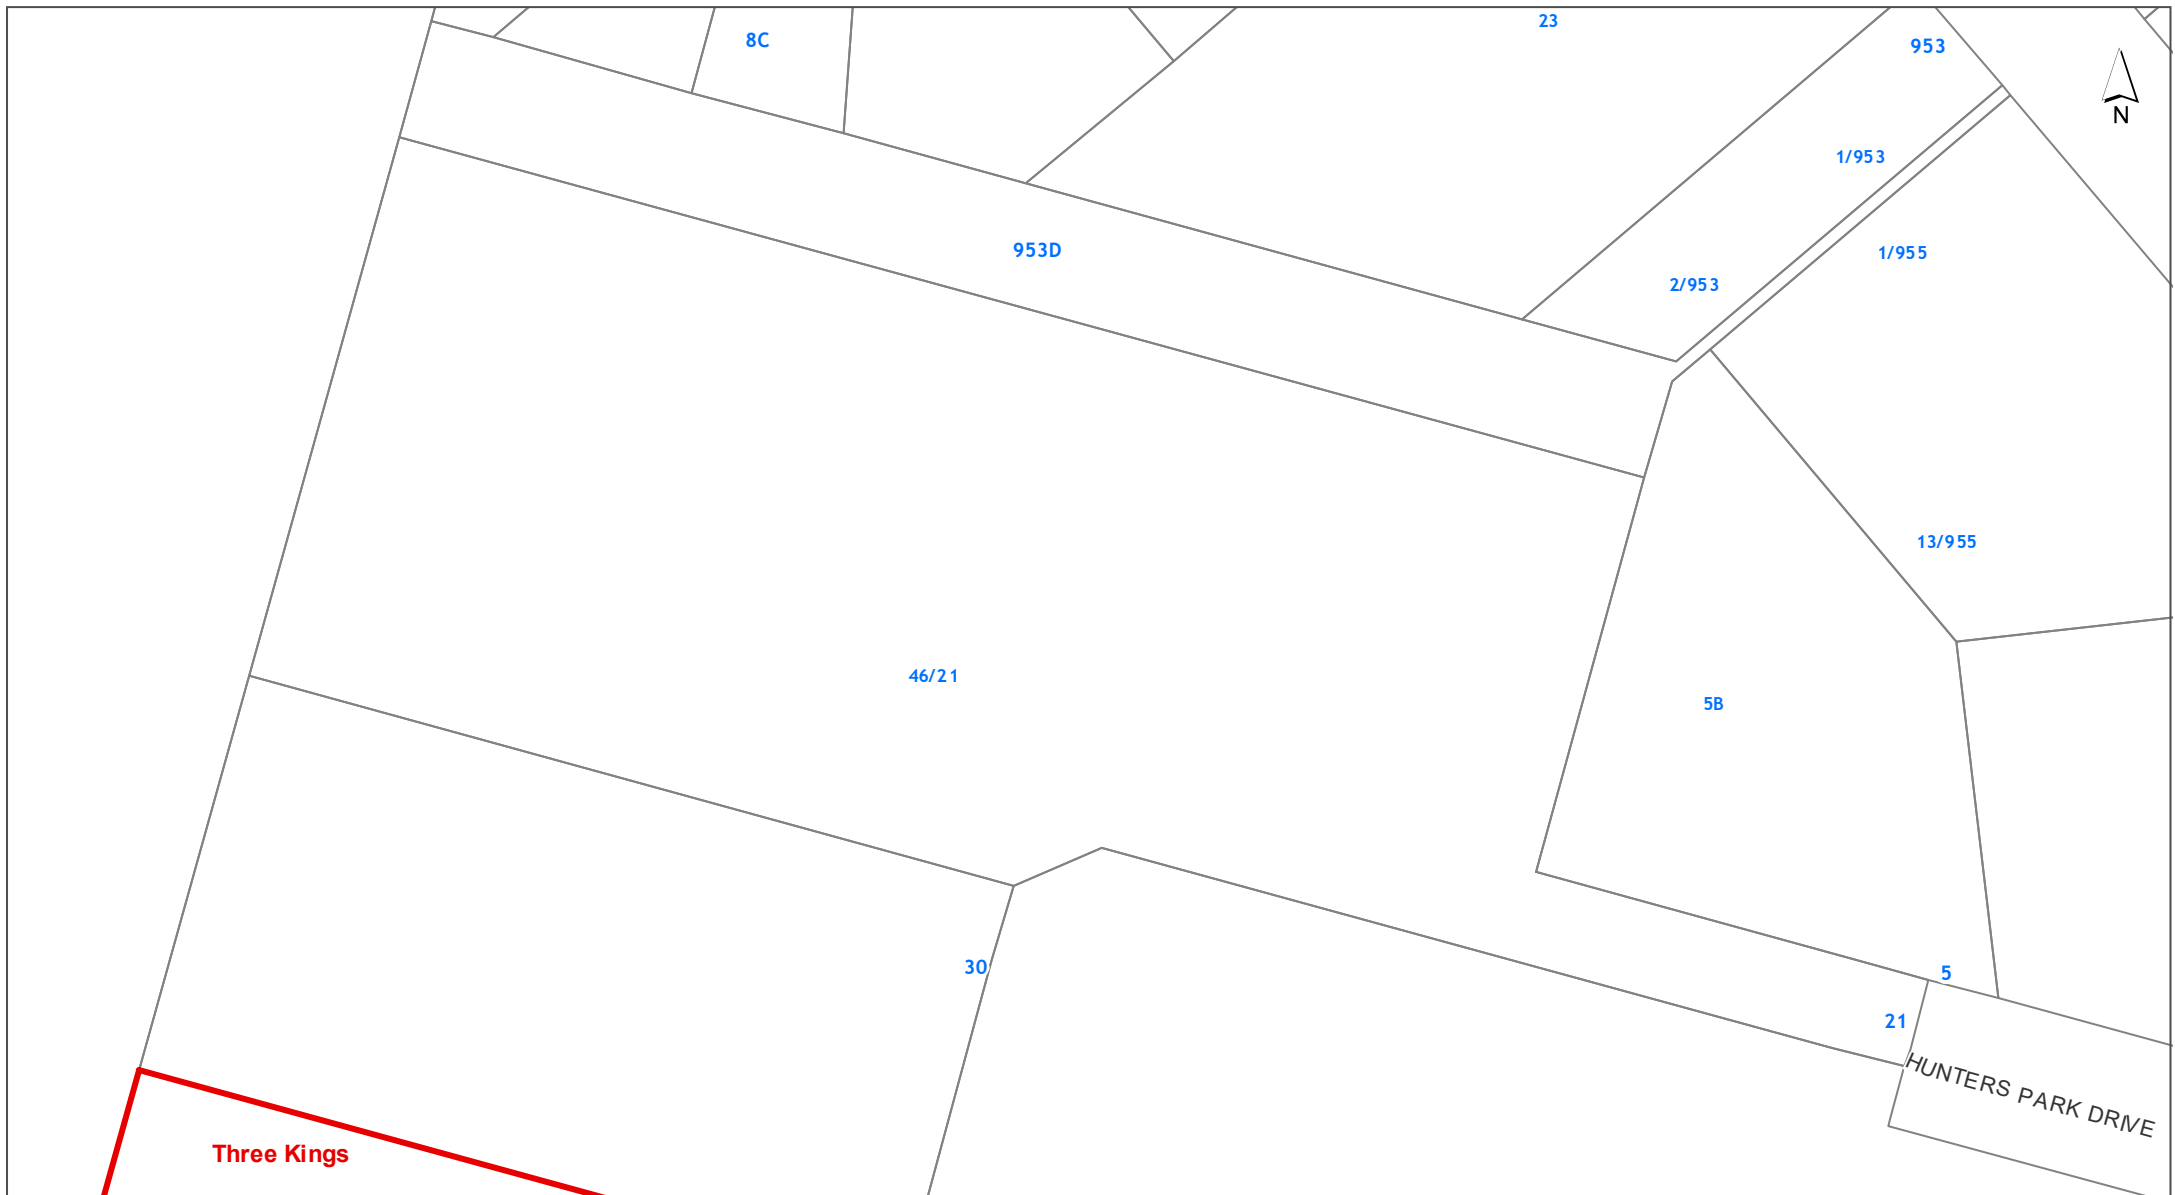 23
8C
953
N
1/953
953D
1/955
2/953
13/955
46/21
5B
30
5
21
HUNTERS PARK DRIVE
Three Kings